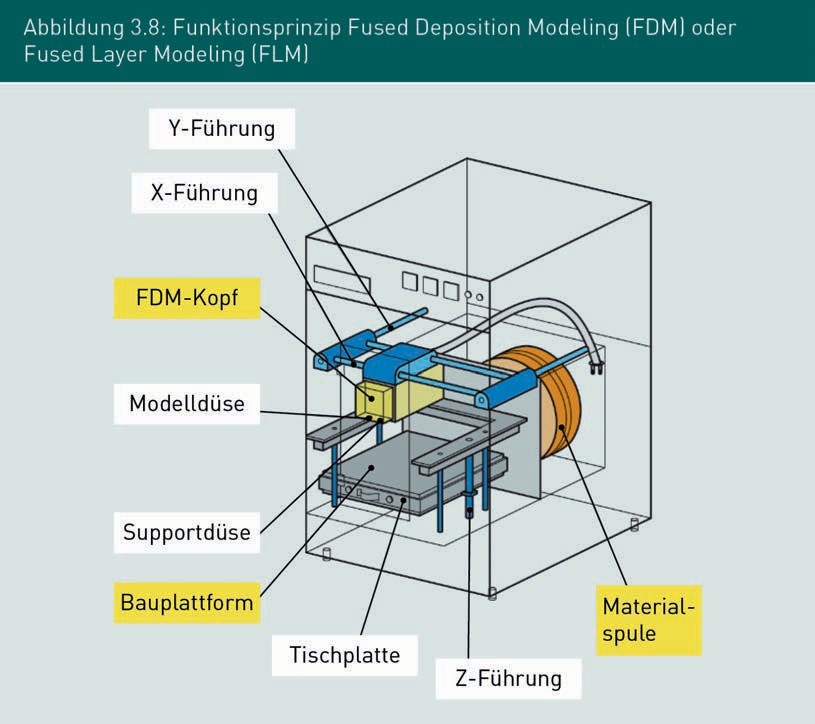 Abbildung 3.8: Funktionsprinzip Fused Deposition Modeling (FDM) oder
Fused Layer Modeling (FLM)
Y-Führung
X-Führung
FDM-Kopf
Modelldüse
Supportdüse
Bauplattform
Tischplatte
Z-Führung
Material-
spule